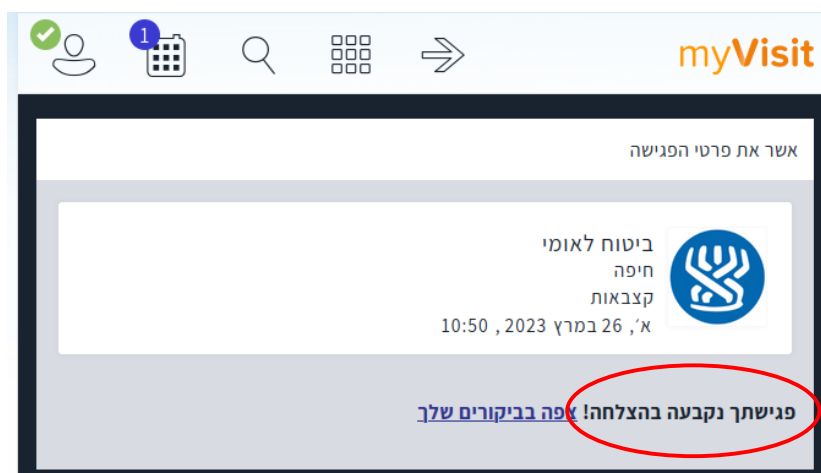 1
myVisit
אשר את פרטי הפגישה
ביטוח לאומי
חיפה
קצבאות
א׳, 26 במרץ 2023 , 10:50
פגישתך נקבעה בהצלחה! צפה בביקורים שלך